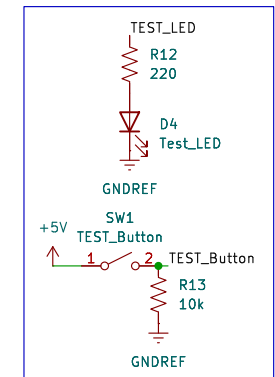 TEST_LED
R12
220
D4
Test_LED
GNDREF
SW1
TEST_Button
+5V
1 2
TEST_Button
R13
10k
GNDREF